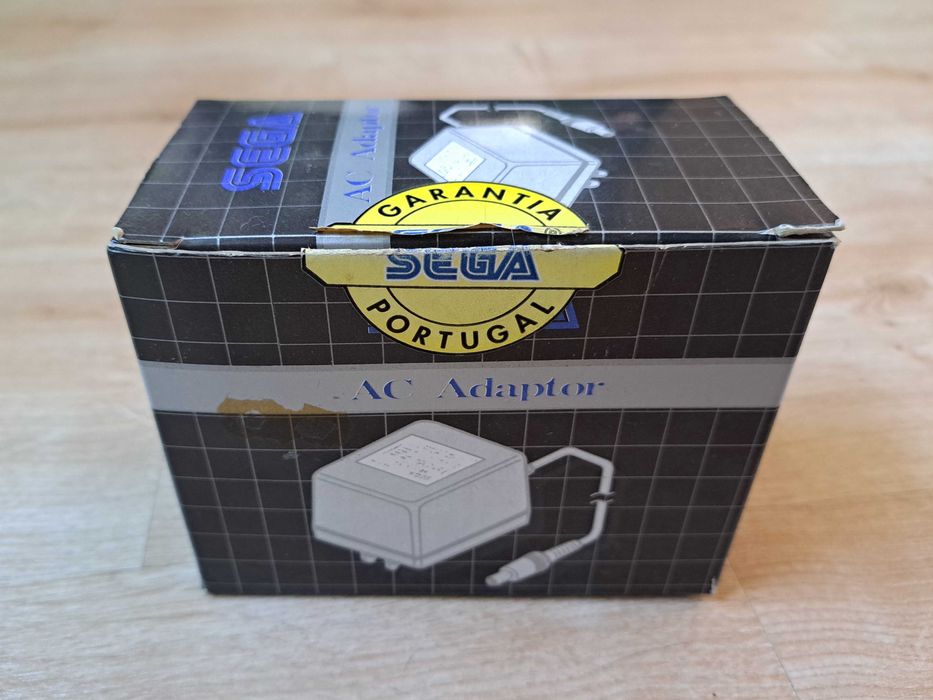 SEGA
AC Adaptor
GARANTIA
SEGA
PORTUGAL
AC Adaptor